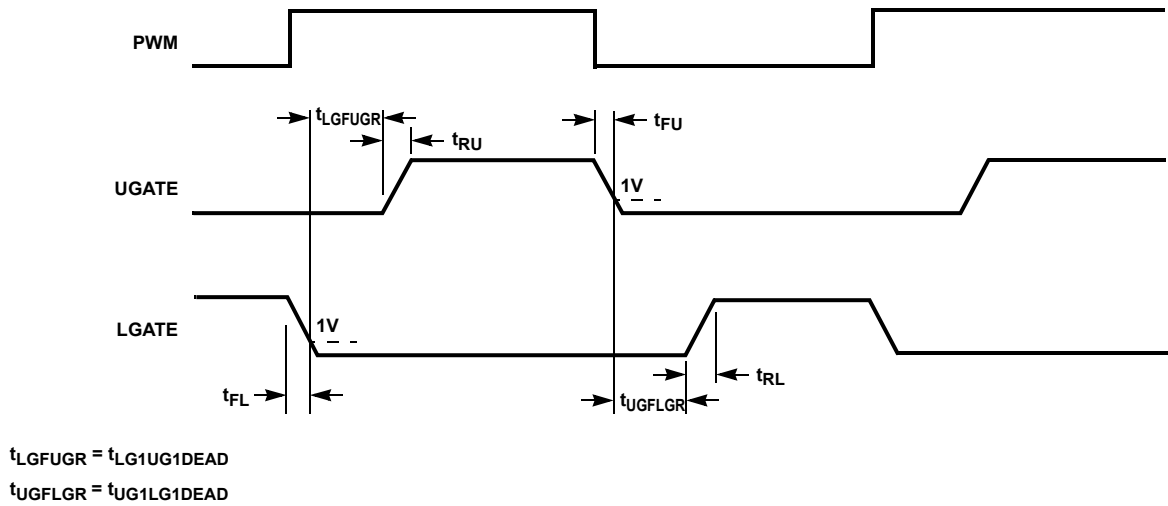 PWM
tLGFUGR
tRU
tFU
UGATE
1V
LGATE
1V
tFL
tRL
tUGFLGR
tLGFUGR = tLG1UG1DEAD
tUGFLGR = tUG1LG1DEAD